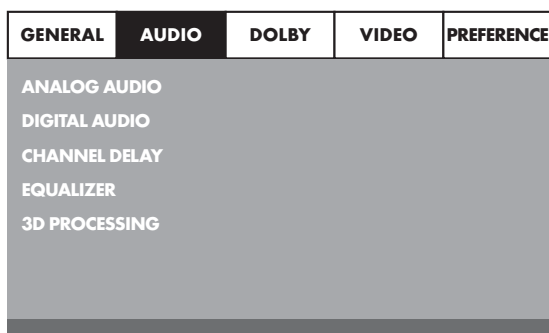 GENERAL AUDIO DOLBY VIDEO PREFERENCE
ANALOG AUDIO
DIGITAL AUDIO
CHANNEL DELAY
EQUALIZER
3D PROCESSING